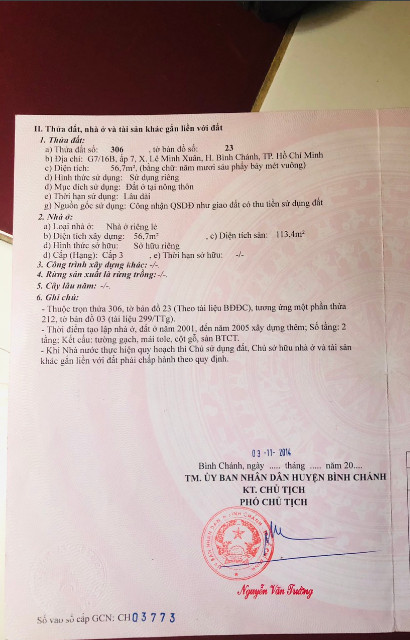 II. Thửa đất, nhà ở và tài sản khác gắn liền với đất
1. Thửa đất:
a) Thửa đất số: 306 , tờ bản đồ số: 23
b) Địa chỉ: G7/16B, ấp 7, X. Lê Minh Xuân, H. Bình Chánh, TP. Hồ Chí Minh
c) Diện tích: 56,7m², (bằng chữ: năm mươi sáu phẩy bảy mét vuông)
d) Hình thức sử dụng: Sử dụng riêng
đ) Mục đích sử dụng: Đất ở tại nông thôn
e) Thời hạn sử dụng: Lâu dài
g) Nguồn gốc sử dụng: Công nhận QSDĐ như giao đất có thu tiền sử dụng đất
2. Nhà ở:
a) Loại nhà ở: Nhà ở riêng lẻ
b) Diện tích xây dựng: 56,7m² , c) Diện tích sàn: 113,4m²
d) Hình thức sở hữu: Sở hữu riêng
đ) Cấp (Hạng): Cấp 3 , e) Thời hạn sở hữu: -/-
3. Công trình xây dựng khác: -/-.
4. Rừng sản xuất là rừng trồng: -/-.
5. Cây lâu năm: -/-.
6. Ghi chú:
- Thuộc trọn thửa 306, tờ bản đồ 23 (Theo tài liệu BĐĐC), tương ứng một phần thửa
212, tờ bản đồ 03 (tài liệu 299/TTg).
- Thời điểm tạo lập nhà ở, đất ở năm 2001, đến năm 2005 xây dựng thêm; Số tầng: 2
tầng; Kết cấu: tường gạch, mái tole, cột gỗ, sàn BTCT.
- Khi Nhà nước thực hiện quy hoạch thì Chủ sử dụng đất, Chủ sở hữu nhà ở và tài sản
khác gắn liền với đất phải chấp hành theo quy định.
03-11-2014
Bình Chánh, ngày ..... tháng ..... năm 20....
TM. ỦY BAN NHÂN DÂN HUYỆN BÌNH CHÁNH
KT. CHỦ TỊCH
PHÓ CHỦ TỊCH
Nguyễn Văn Trường
Số vào sổ cấp GCN: CH03773